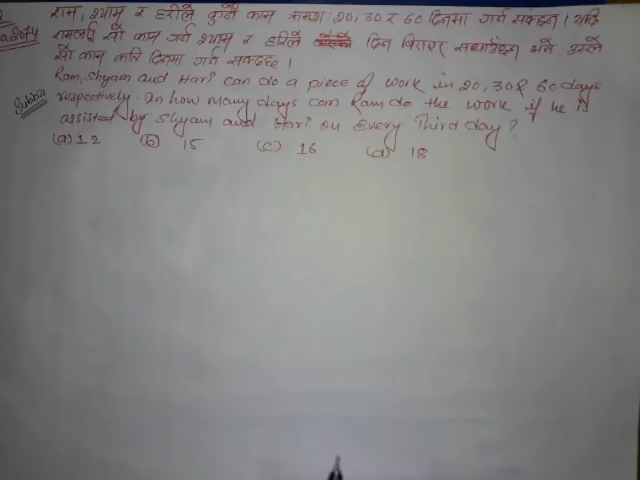 राम, श्याम र हरिले कुनै काम क्रमश: 20, 30 र 60 दिनमा गर्न सक्छन् । यदि
रामलाई सो काम गर्न श्याम र हरिले दिन बिराएर सघाउँछन् भने उसले
सो काम कति दिनमा गर्न सक्दछ ।
Ram, Shyam and Hari can do a piece of work in 20, 30 र 60 days
respectively. In how many days can Ram do the work if he is
assisted by Shyam and Hari on every Third day?
(a) 12 (b) 15 (c) 16 (d) 18